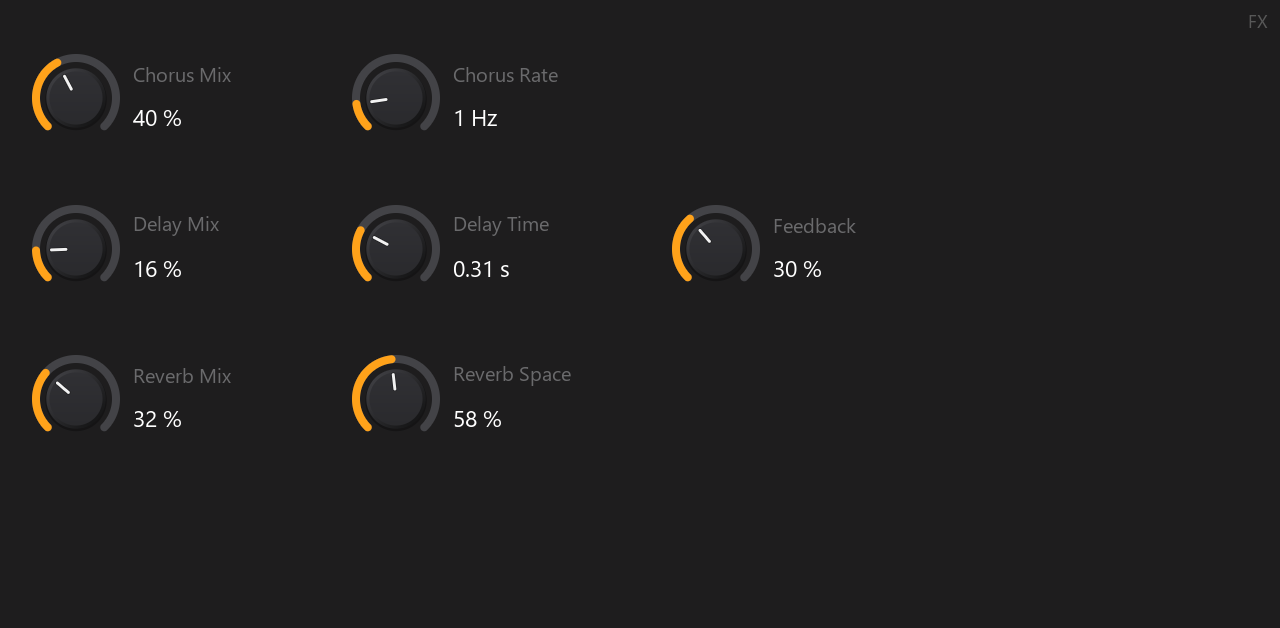 FX
Chorus Mix
40 %
Chorus Rate
1 Hz
Delay Mix
16 %
Delay Time
0.31 s
Feedback
30 %
Reverb Mix
32 %
Reverb Space
58 %